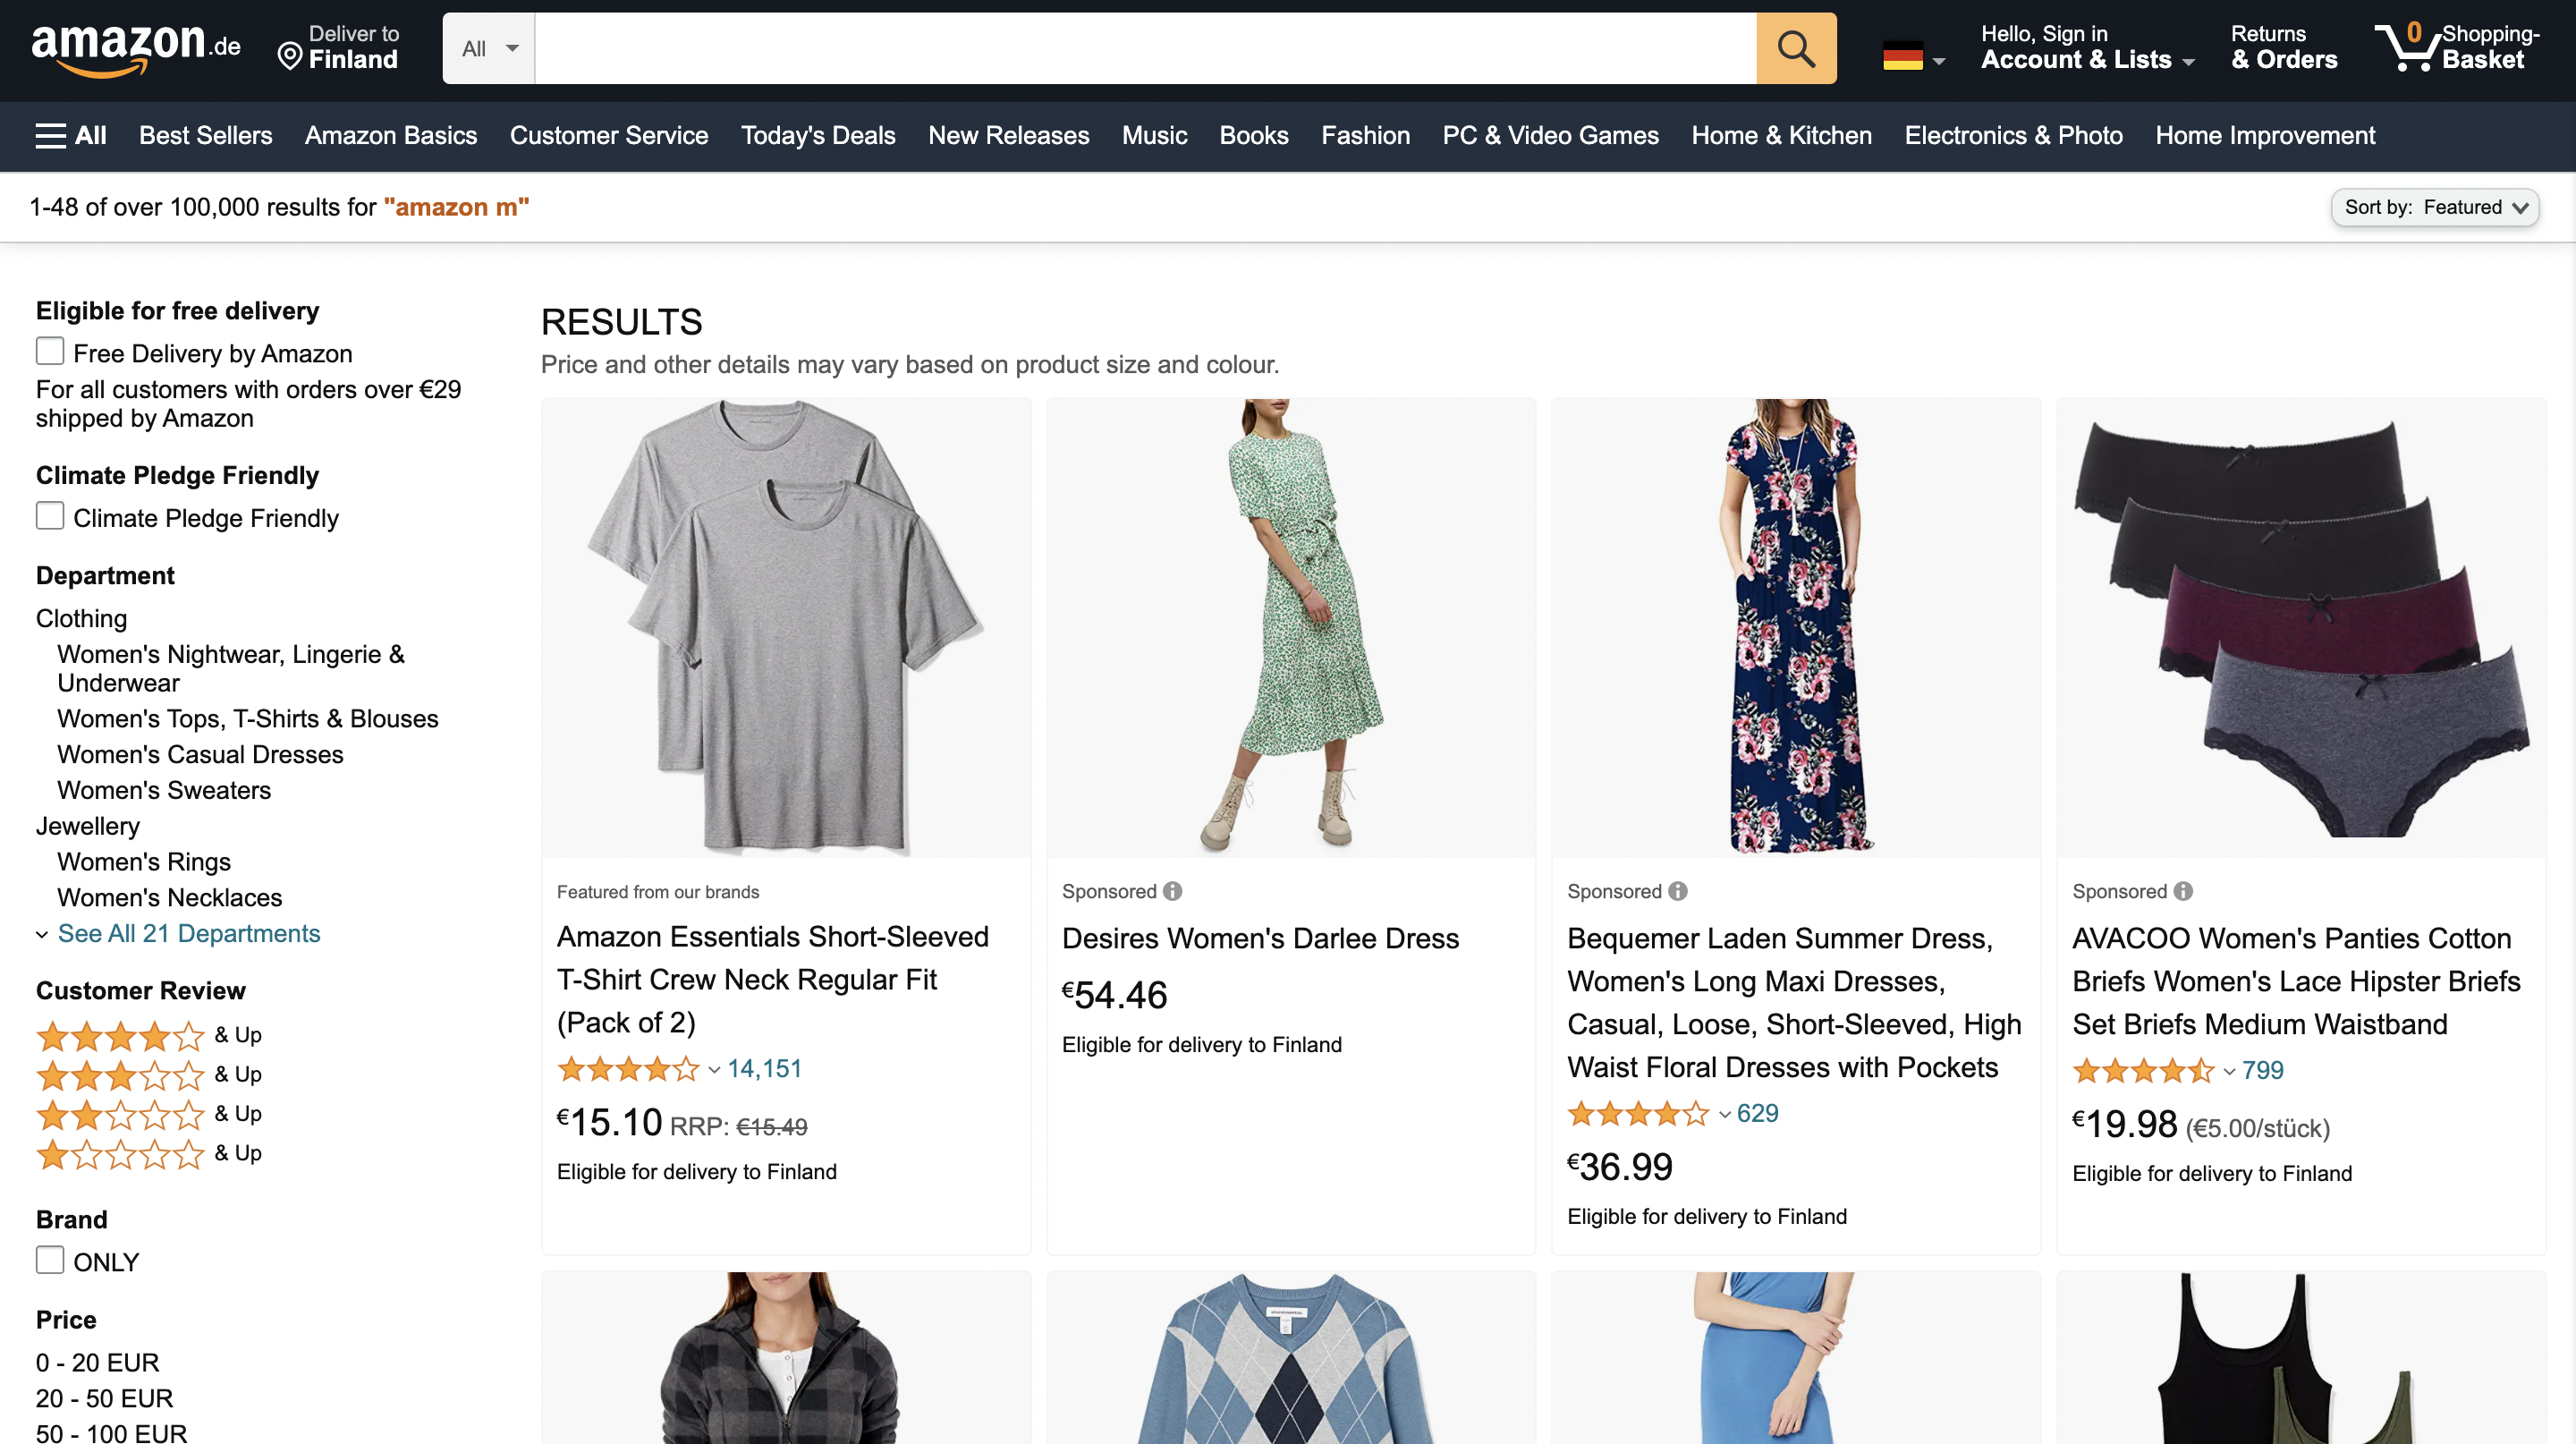 amazon.de
Deliver to
Finland
All
Hello, Sign in
Account & Lists
Returns
& Orders
0
Shopping-
Basket
All
Best Sellers
Amazon Basics
Customer Service
Today's Deals
New Releases
Music
Books
Fashion
PC & Video Games
Home & Kitchen
Electronics & Photo
Home Improvement
1-48 of over 100,000 results for "amazon m"
Sort by: Featured
Eligible for free delivery
Free Delivery by Amazon
For all customers with orders over €29
shipped by Amazon
Climate Pledge Friendly
Climate Pledge Friendly
Department
Clothing
Women's Nightwear, Lingerie &
Underwear
Women's Tops, T-Shirts & Blouses
Women's Casual Dresses
Women's Sweaters
Jewellery
Women's Rings
Women's Necklaces
See All 21 Departments
Customer Review
& Up
& Up
& Up
& Up
Brand
ONLY
Price
0 - 20 EUR
20 - 50 EUR
50 - 100 EUR
RESULTS
Price and other details may vary based on product size and colour.
Featured from our brands
Amazon Essentials Short-Sleeved
T-Shirt Crew Neck Regular Fit
(Pack of 2)
14,151
€15.10 RRP: €15.49
Eligible for delivery to Finland
Sponsored
Desires Women's Darlee Dress
€54.46
Eligible for delivery to Finland
Sponsored
Bequemer Laden Summer Dress,
Women's Long Maxi Dresses,
Casual, Loose, Short-Sleeved, High
Waist Floral Dresses with Pockets
629
€36.99
Eligible for delivery to Finland
Sponsored
AVACOO Women's Panties Cotton
Briefs Women's Lace Hipster Briefs
Set Briefs Medium Waistband
799
€19.98 (€5.00/stück)
Eligible for delivery to Finland